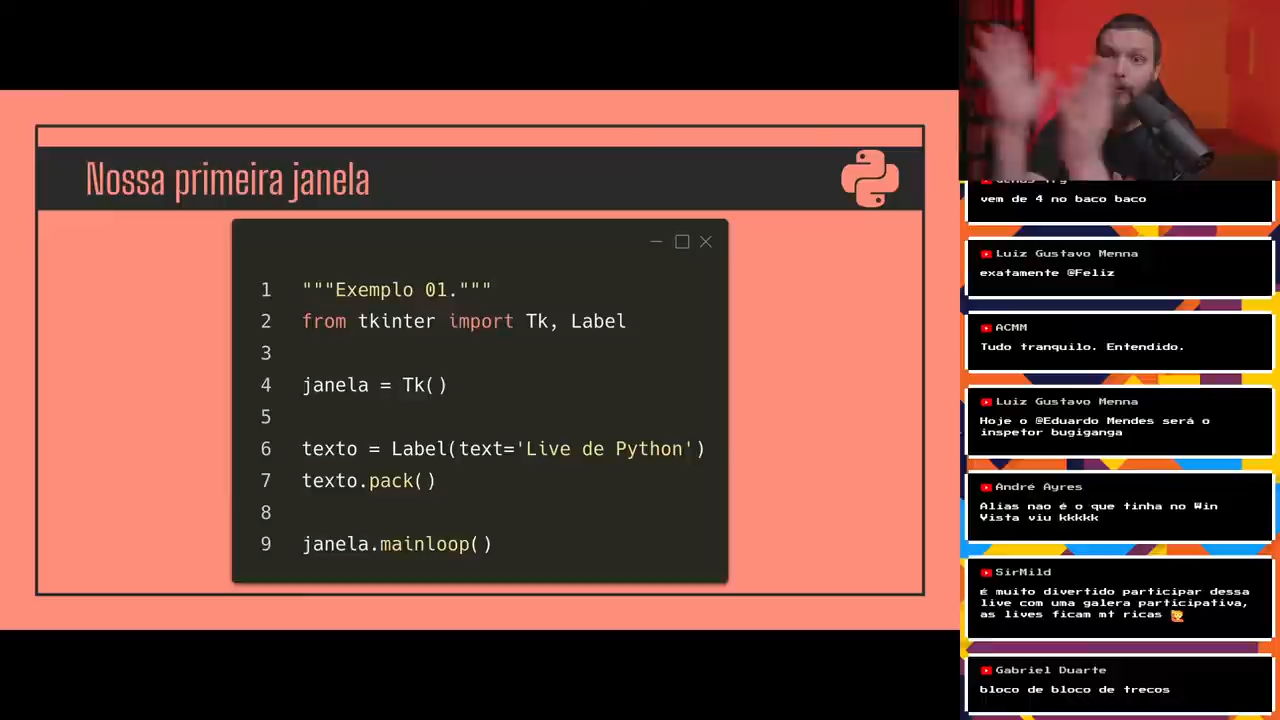 Nossa primeira janela
1 """Exemplo 01."""
2 from tkinter import Tk, Label
3
4 janela = Tk()
5
6 texto = Label(text='Live de Python')
7 texto.pack()
8
9 janela.mainloop()
vem de 4 no baco baco
Luiz Gustavo Menna
exatamente @Feliz
ACMM
Tudo tranquilo. Entendido.
Luiz Gustavo Menna
Hoje o @Eduardo Mendes será o
inspetor bugiganga
André Ayres
Alias nao é o que tinha no Win
Vista viu kkkkk
SirMild
É muito divertido participar dessa
live com uma galera participativa,
as lives ficam mt ricas
Gabriel Duarte
bloco de bloco de trecos